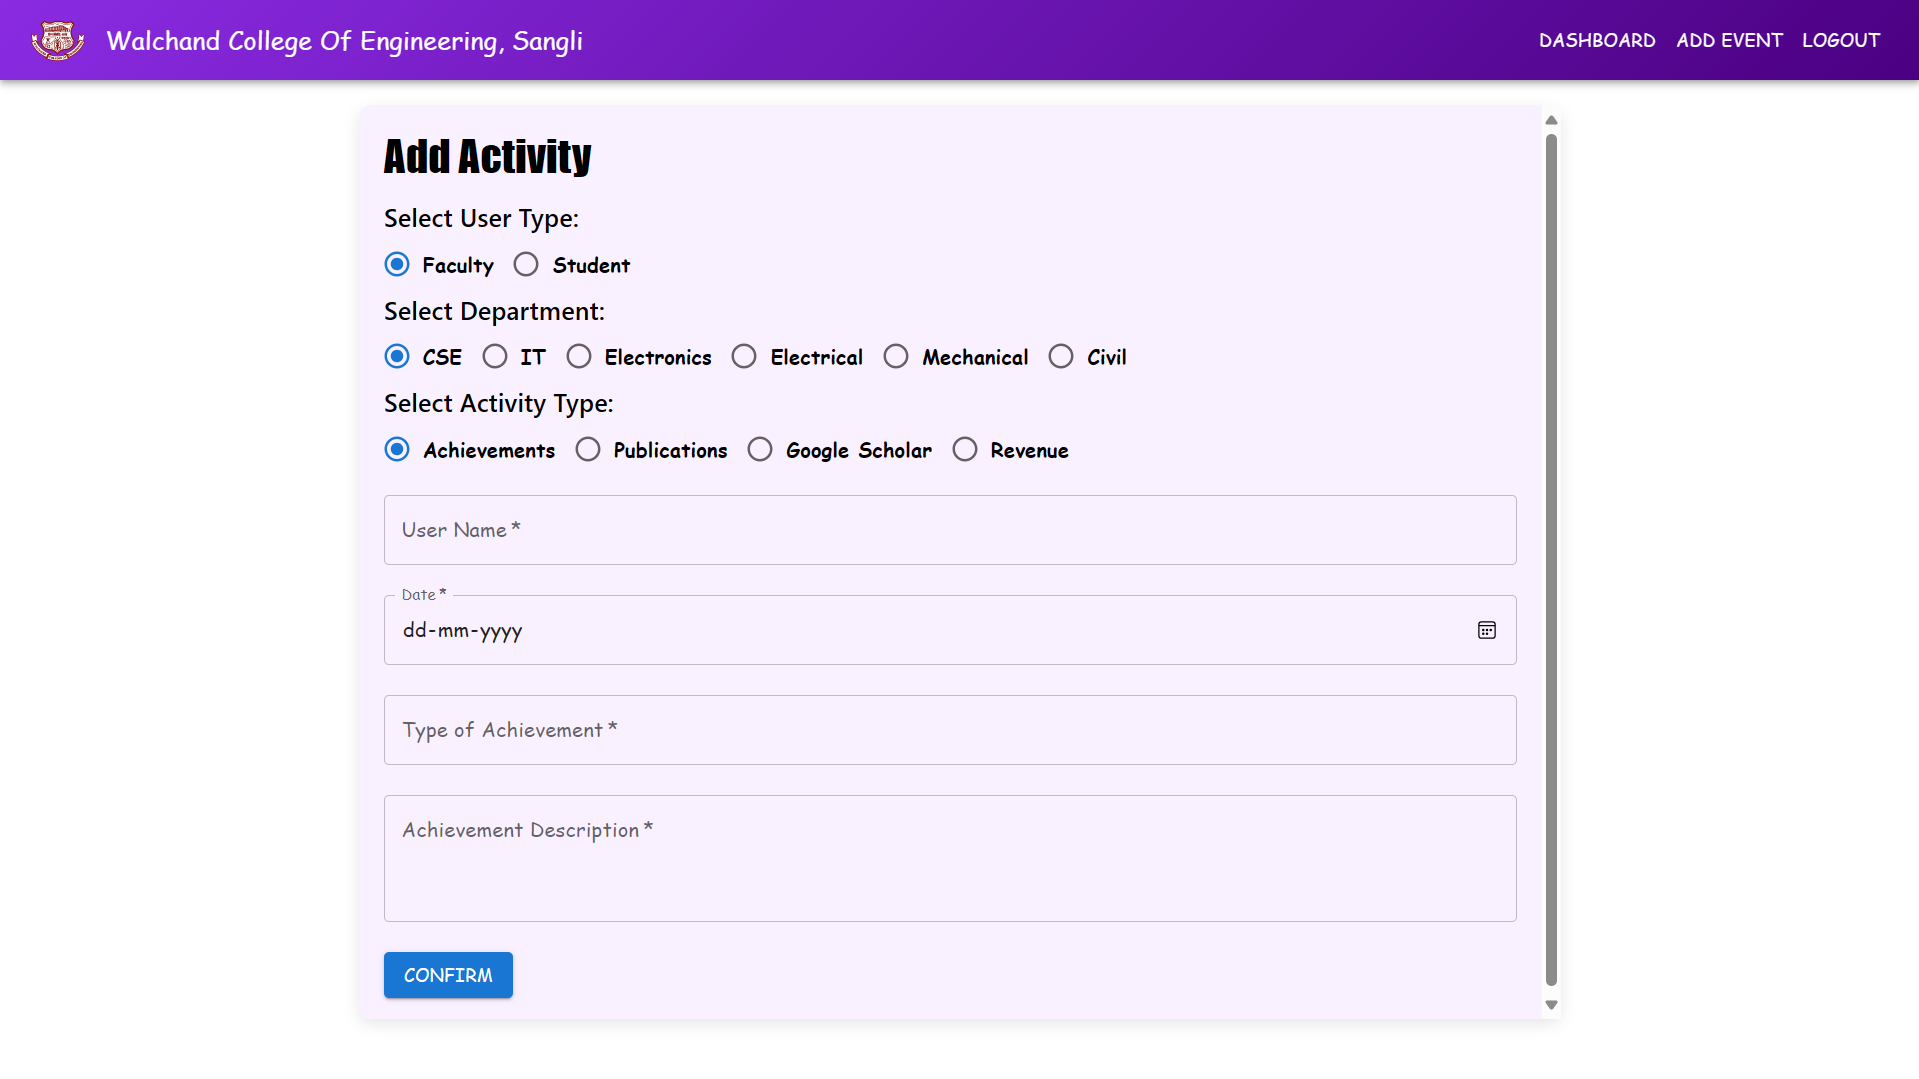 Walchand College Of Engineering, Sangli
DASHBOARD ADD EVENT LOGOUT
Add Activity
Select User Type:
Faculty Student
Select Department:
CSE IT Electronics Electrical Mechanical Civil
Select Activity Type:
Achievements Publications Google Scholar Revenue
User Name *
Date *
dd-mm-yyyy
Type of Achievement *
Achievement Description *
CONFIRM